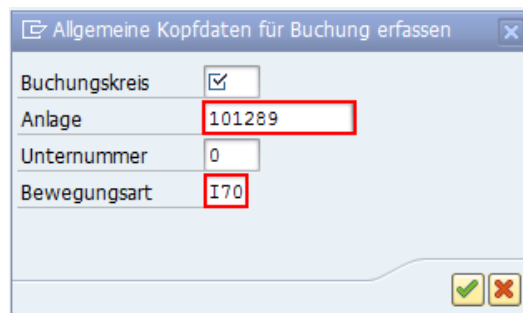 Allgemeine Kopfdaten für Buchung erfassen
Buchungskreis
Anlage 101289
Unternummer 0
Bewegungsart I70